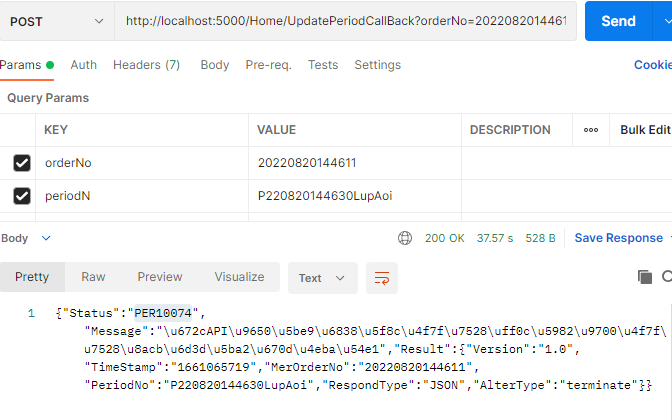 POST
http://localhost:5000/Home/UpdatePeriodCallBack?orderNo=2022082014461
Send
Params
Auth
Headers (7)
Body
Pre-req.
Tests
Settings
Cookie
Query Params
KEY
VALUE
DESCRIPTION
Bulk Edit
orderNo
20220820144611
periodN
P220820144630LupAoi
Body
200 OK
37.57 s
528 B
Save Response
Pretty
Raw
Preview
Visualize
Text
1
{"Status":"PER10074",
"Message":"\u672cAPI\u9650\u5be9\u6838\u5f8c\u4f7f\u7528\uff0c\u5982\u9700\u4f7f\
u7528\u8acb\u6d3d\u5ba2\u670d\u4eba\u54e1","Result":{"Version":"1.0",
"TimeStamp":"1661065719","MerOrderNo":"20220820144611",
"PeriodNo":"P220820144630LupAoi","RespondType":"JSON","AlterType":"terminate"}}